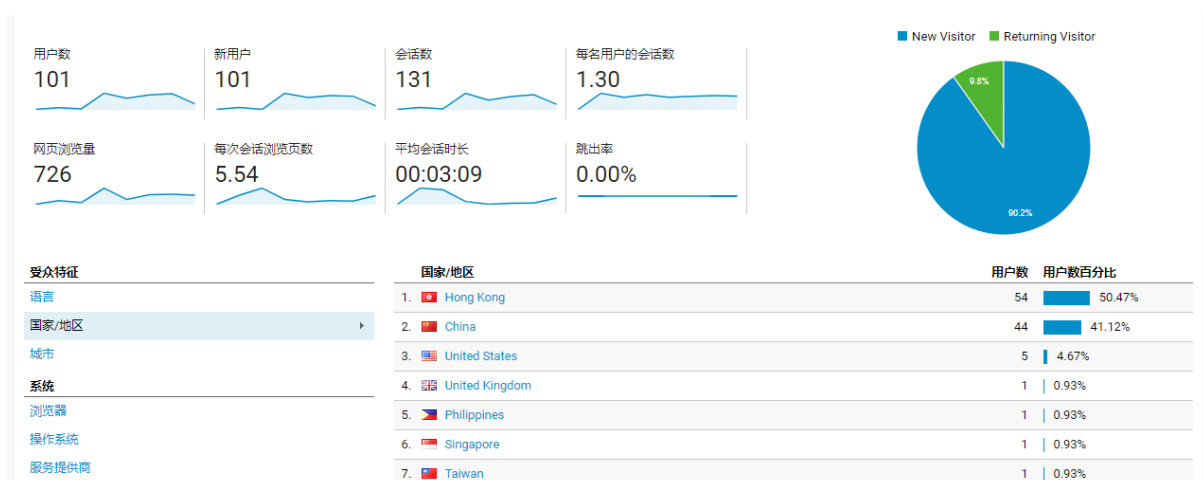 New Visitor Returning Visitor
用户数 新用户 会话数 每名用户的会话数
101 101 131 1.30
9.8%
网页浏览量 每次会话浏览页数 平均会话时长 跳出率
726 5.54 00:03:09 0.00%
90.2%
受众特征
语言
国家/地区
城市
系统
浏览器
操作系统
服务提供商
国家/地区 用户数 用户数百分比
1. Hong Kong 54 50.47%
2. China 44 41.12%
3. United States 5 4.67%
4. United Kingdom 1 0.93%
5. Philippines 1 0.93%
6. Singapore 1 0.93%
7. Taiwan 1 0.93%